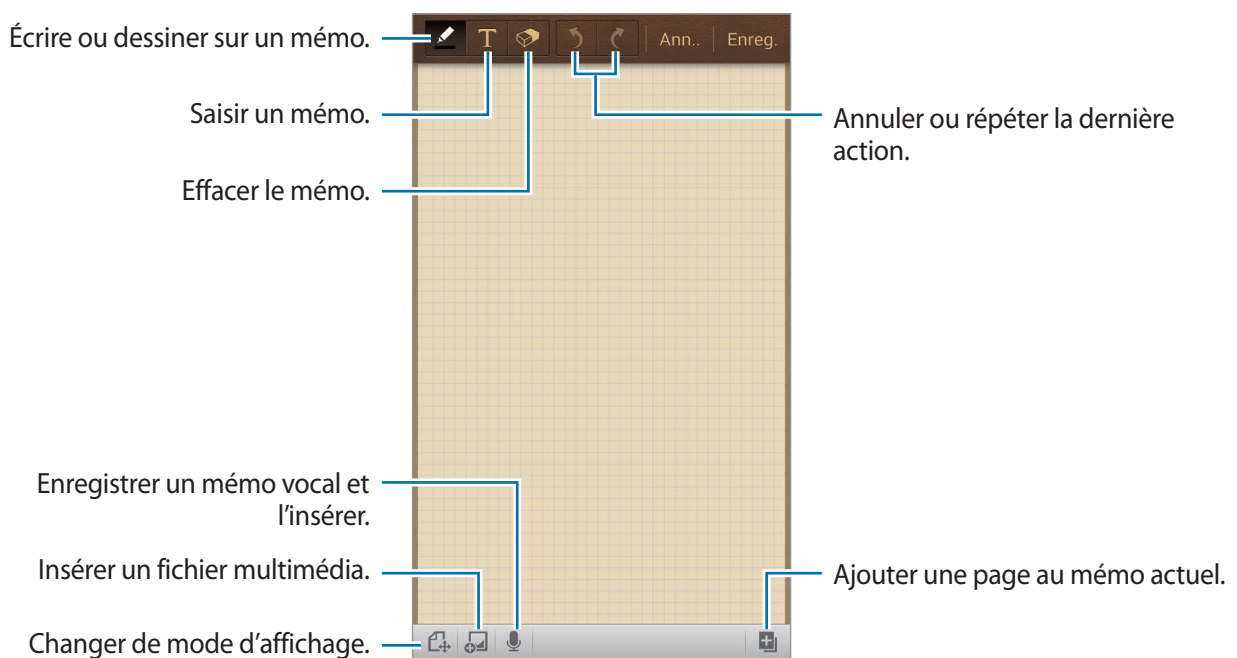 Écrire ou dessiner sur un mémo.
T
Ann..
Enreg.
Saisir un mémo.
Annuler ou répéter la dernière
action.
Effacer le mémo.
Enregistrer un mémo vocal et
l'insérer.
Insérer un fichier multimédia.
Ajouter une page au mémo actuel.
Changer de mode d'affichage.